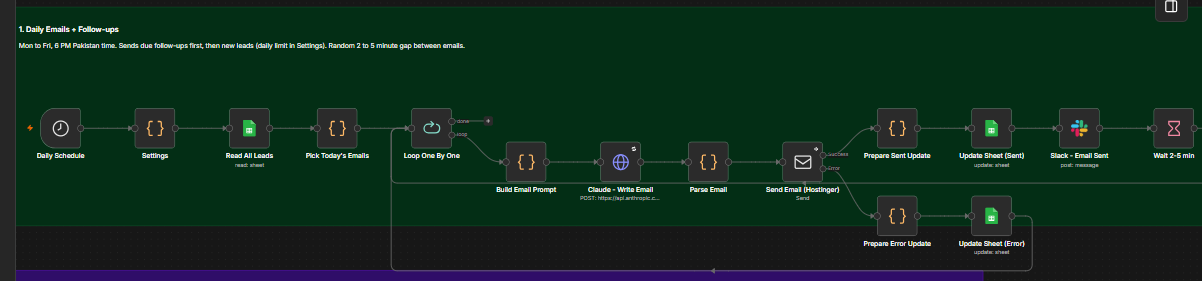 1. Daily Emails + Follow-ups
Mon to Fri, 6 PM Pakistan time. Sends due follow-ups first, then new leads (daily limit in Settings). Random 2 to 5 minute gap between emails.
done
loop
Daily Schedule
Settings
Read All Leads
read: sheet
Pick Today's Emails
Loop One By One
Success
Error
Prepare Sent Update
Update Sheet (Sent)
update: sheet
Slack - Email Sent
post: message
Wait 2-5 min
Build Email Prompt
Claude - Write Email
POST: https://api.anthropic.c...
Parse Email
Send Email (Hostinger)
Send
Prepare Error Update
Update Sheet (Error)
update: sheet